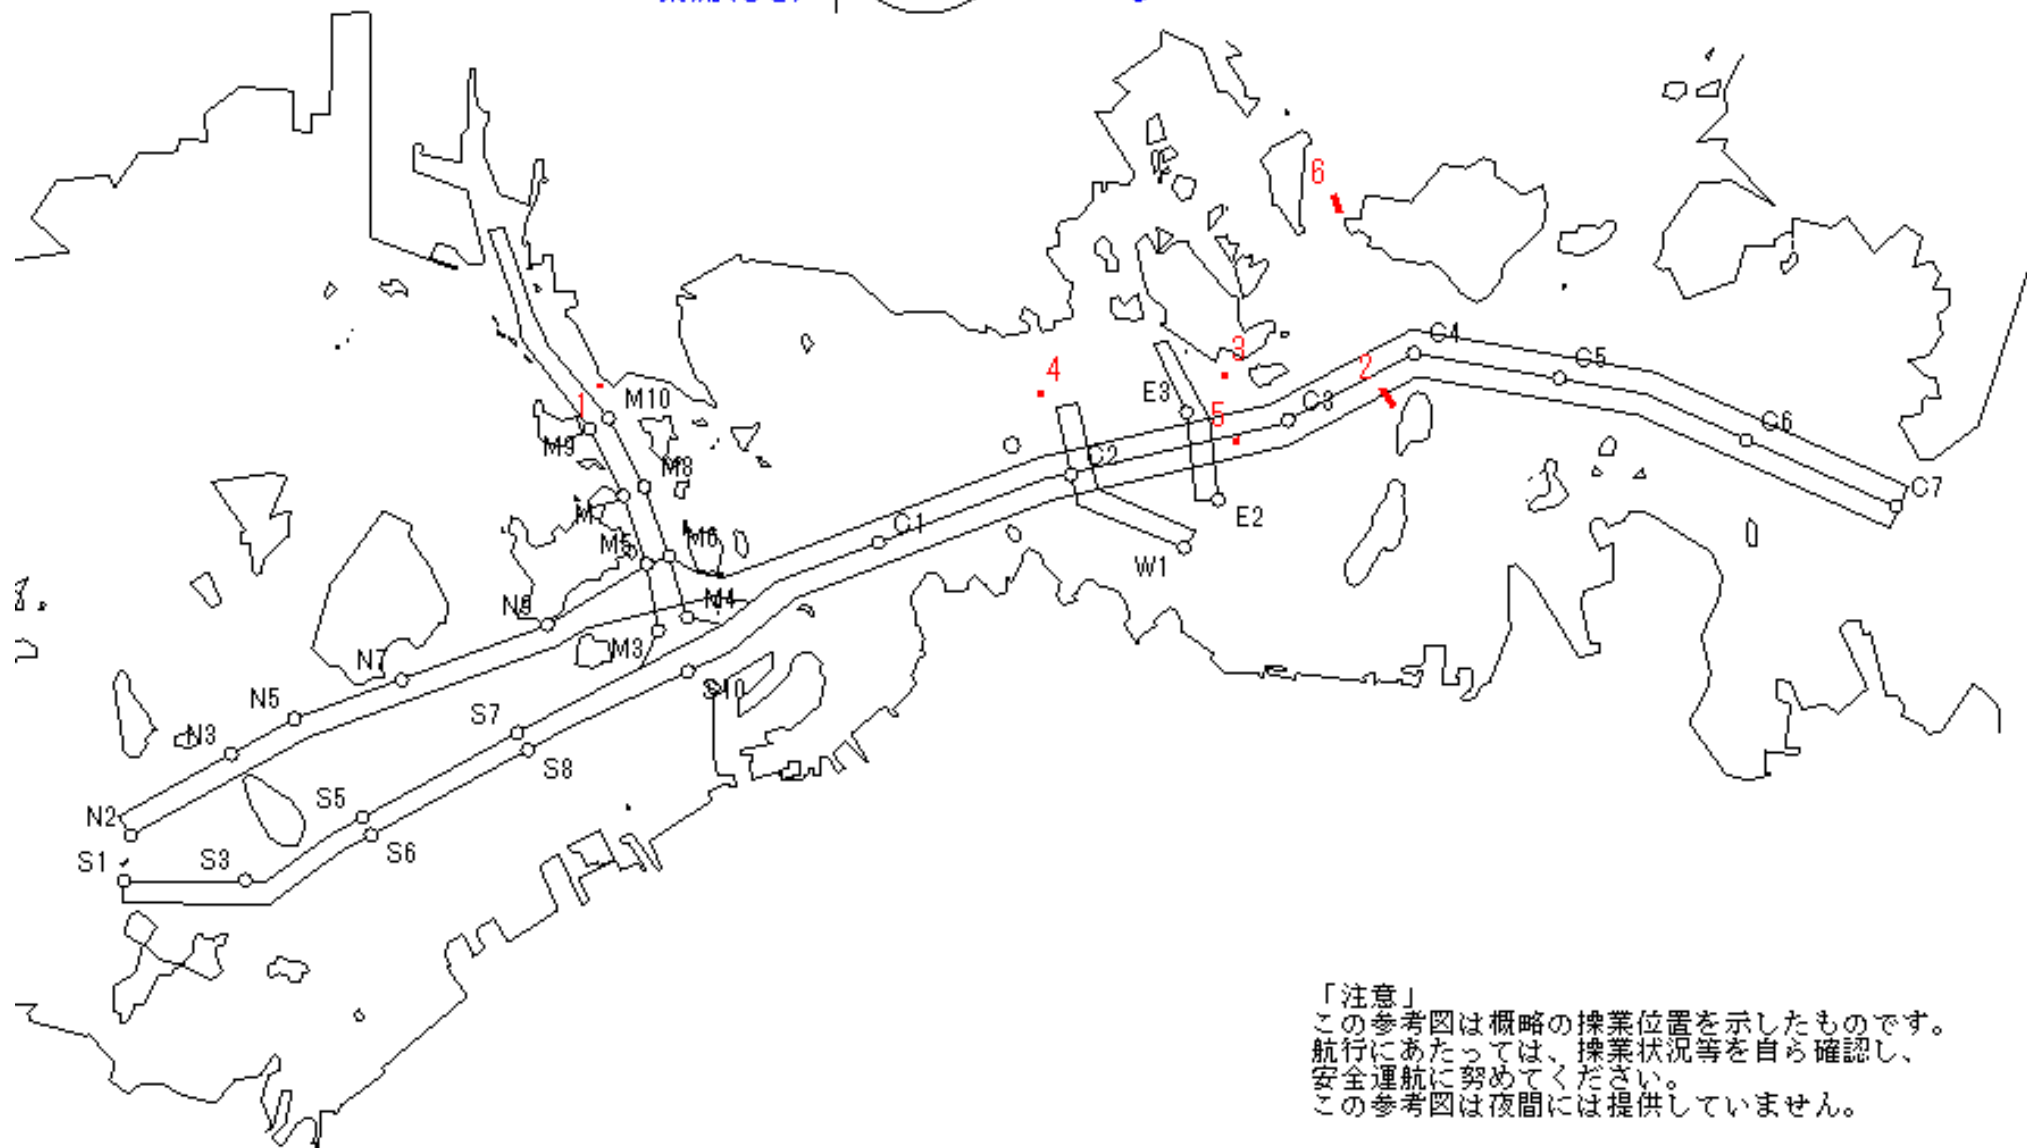 6
C4
3
C5
4
2
E3
M10
1
5
C3
C6
M9
C2
M8
C7
M7
E2
C1
M5
M6
W1
N9
M4
M3
N7
S10
N5
S7
N3
S8
S5
N2
S6
S1
S3
「注意」
この参考図は概略の操業位置を示したものです。
航行にあたっては、操業状況等を自ら確認し、
安全運航に努めてください。
この参考図は夜間には提供していません。